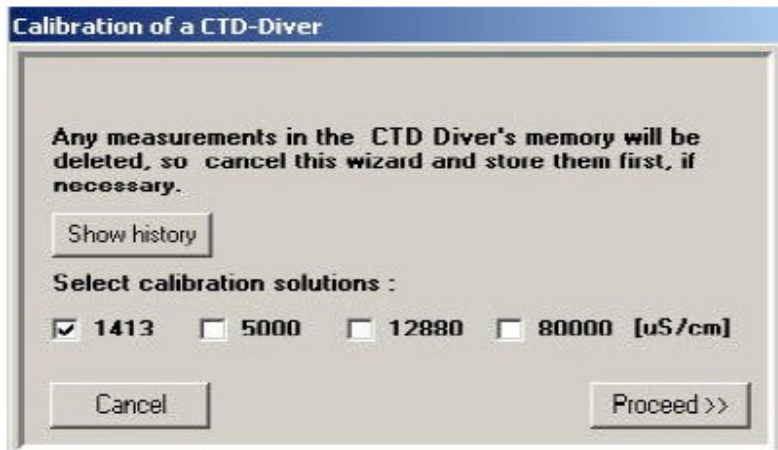 Calibration of a CTD-Diver
Any measurements in the CTD Diver's memory will be
deleted, so cancel this wizard and store them first, if
necessary.
Show history
Select calibration solutions :
1413 5000 12880 80000 [uS/cm]
Cancel Proceed >>